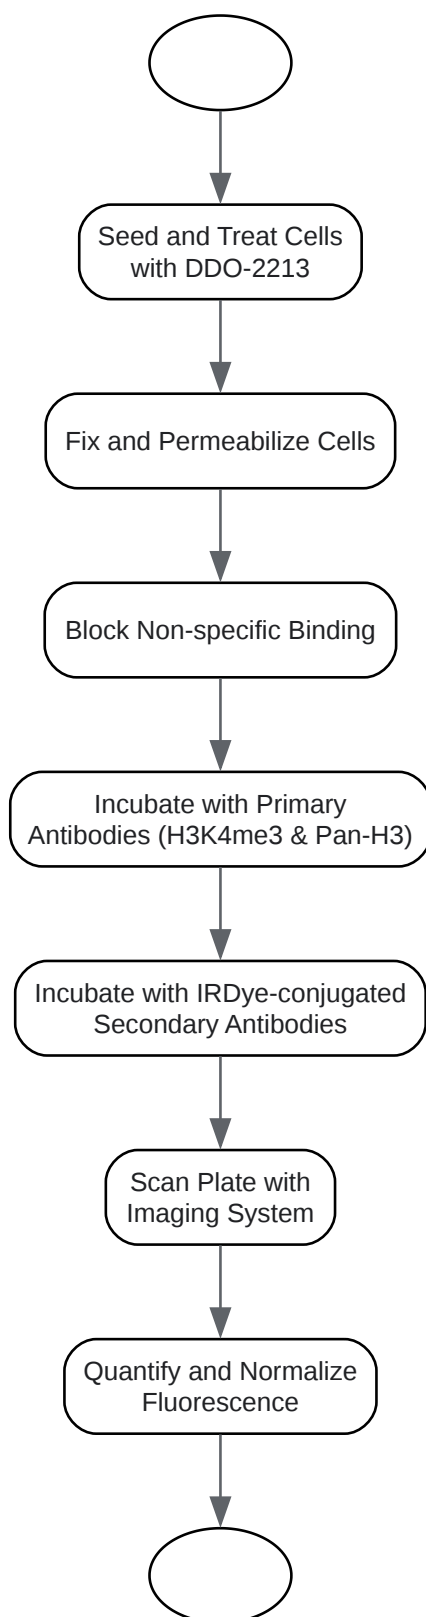 Seed and Treat Cells
with DDO-2213
Fix and Permeabilize Cells
Block Non-specific Binding
Incubate with Primary
Antibodies (H3K4me3 & Pan-H3)
Incubate with IRDye-conjugated
Secondary Antibodies
Scan Plate with
Imaging System
Quantify and Normalize
Fluorescence